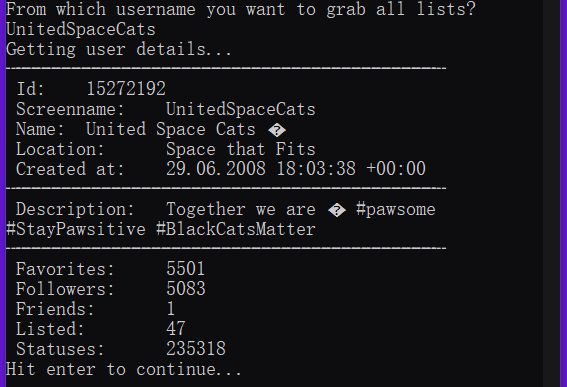 From which username you want to grab all lists?
UnitedSpaceCats
Getting user details...
Id: 15272192
Screenname: UnitedSpaceCats
Name: United Space Cats �
Location: Space that Fits
Created at: 29.06.2008 18:03:38 +00:00
Description: Together we are � #pawsome
#StayPawsitive #BlackCatsMatter
Favorites: 5501
Followers: 5083
Friends: 1
Listed: 47
Statuses: 235318
Hit enter to continue...